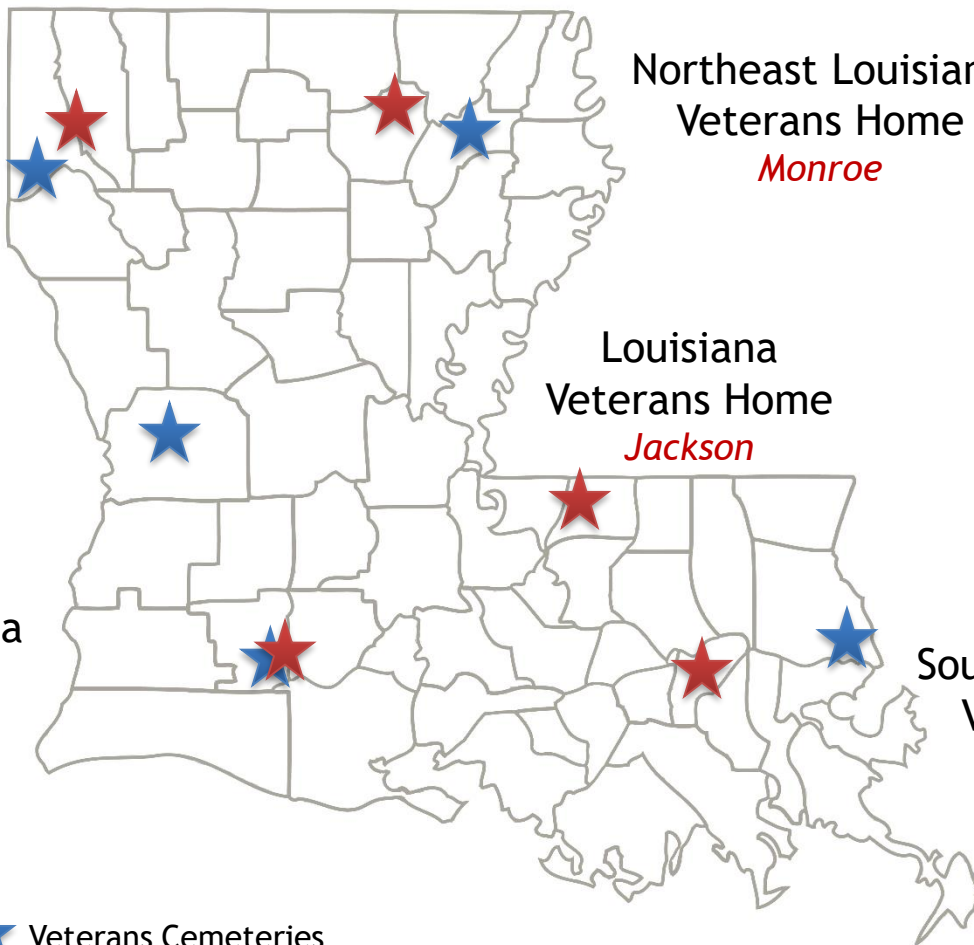 Northeast Louisian
Veterans Home
Monroe
Louisiana
Veterans Home
Jackson
a
Sou
V
Veterans Cemeteries